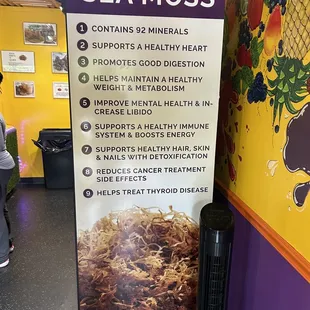 SEA MOSS
1 CONTAINS 92 MINERALS
2 SUPPORTS A HEALTHY HEART
3 PROMOTES GOOD DIGESTION
4 HELPS MAINTAIN A HEALTHY
WEIGHT & METABOLISM
5 IMPROVE MENTAL HEALTH & IN-
CREASE LIBIDO
6 SUPPORTS A HEALTHY IMMUNE
SYSTEM & BOOSTS ENERGY
7 SUPPORTS HEALTHY HAIR, SKIN
& NAILS WITH DETOXIFICATION
8 REDUCES CANCER TREATMENT
SIDE EFFECTS
9 HELPS TREAT THYROID DISEASE